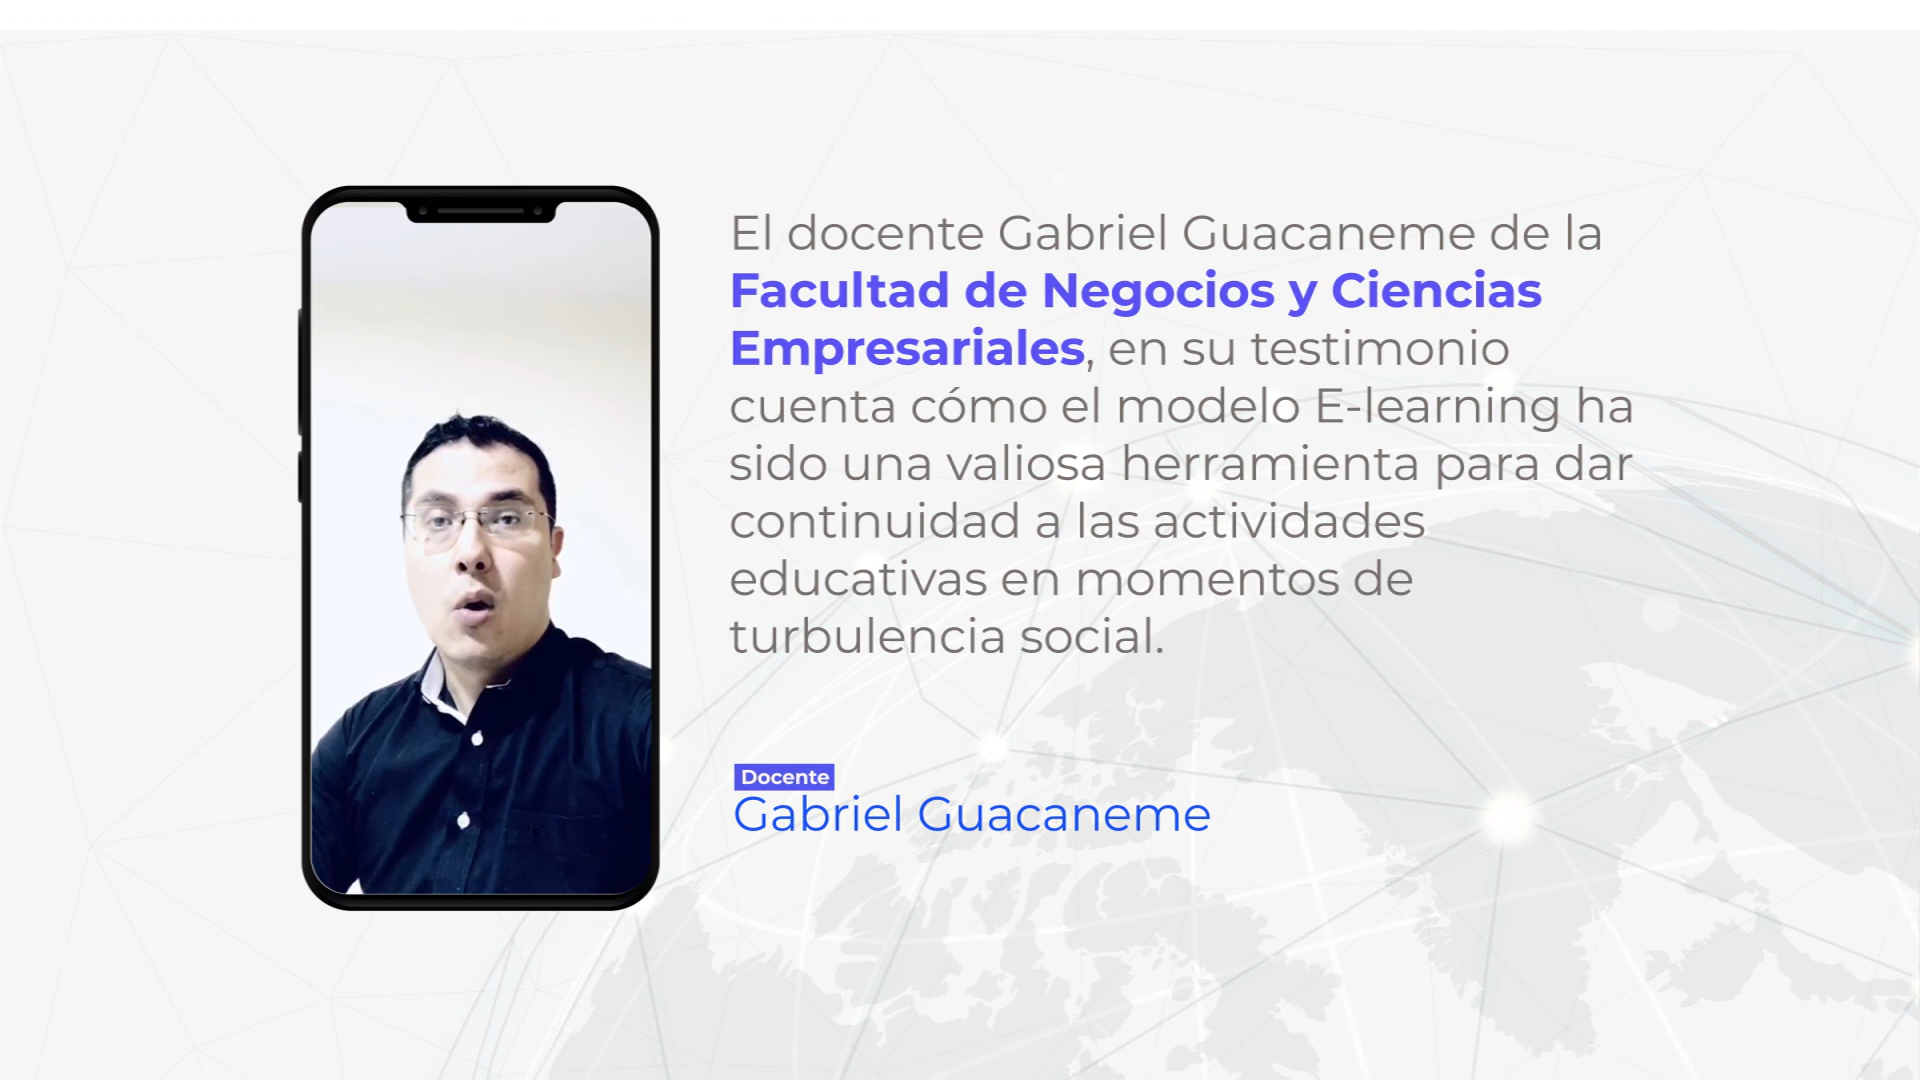 El docente Gabriel Guacaneme de la
Facultad de Negocios y Ciencias
Empresariales, en su testimonio
cuenta cómo el modelo E-learning ha
sido una valiosa herramienta para dar
continuidad a las actividades
educativas en momentos de
turbulencia social.
Docente
Gabriel Guacaneme